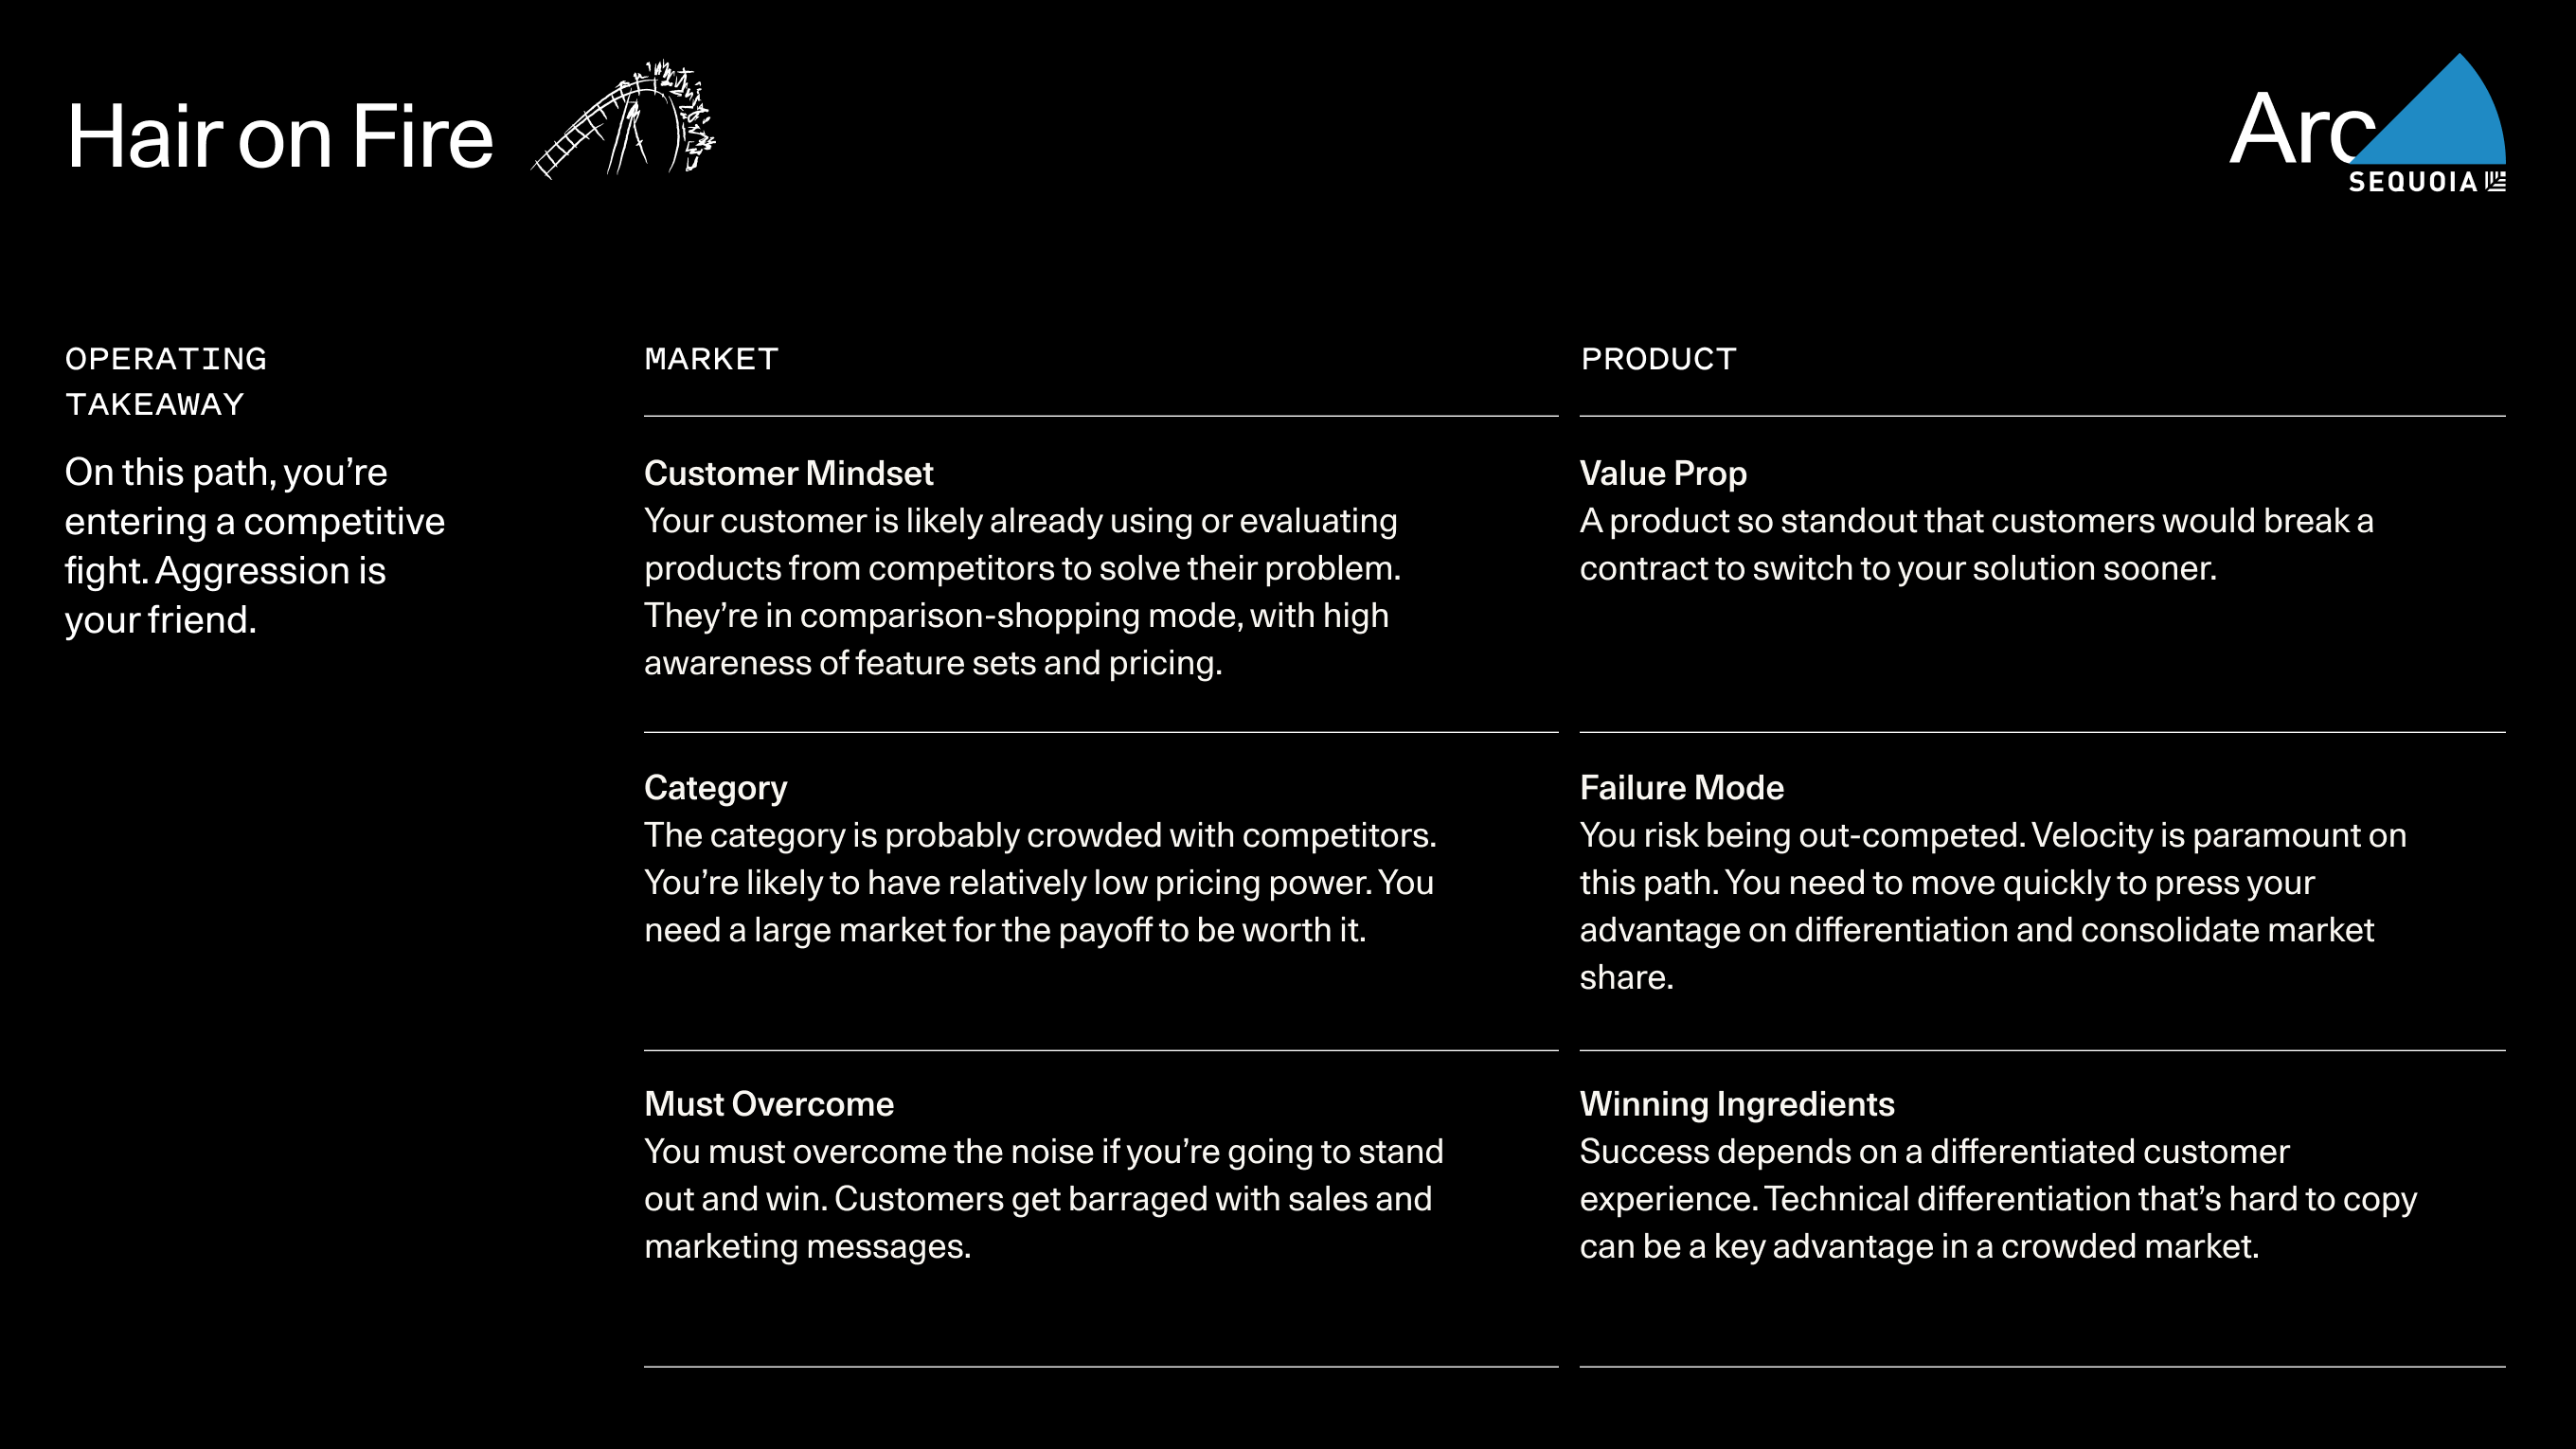 Hair on Fire
Arc
SEQUOIA
OPERATING
TAKEAWAY
On this path, you’re
entering a competitive
fight. Aggression is
your friend.
MARKET
Customer Mindset
Your customer is likely already using or evaluating
products from competitors to solve their problem.
They’re in comparison-shopping mode, with high
awareness of feature sets and pricing.
Category
The category is probably crowded with competitors.
You’re likely to have relatively low pricing power. You
need a large market for the payoff to be worth it.
Must Overcome
You must overcome the noise if you’re going to stand
out and win. Customers get barraged with sales and
marketing messages.
PRODUCT
Value Prop
A product so standout that customers would break a
contract to switch to your solution sooner.
Failure Mode
You risk being out-competed. Velocity is paramount on
this path. You need to move quickly to press your
advantage on differentiation and consolidate market
share.
Winning Ingredients
Success depends on a differentiated customer
experience. Technical differentiation that’s hard to copy
can be a key advantage in a crowded market.